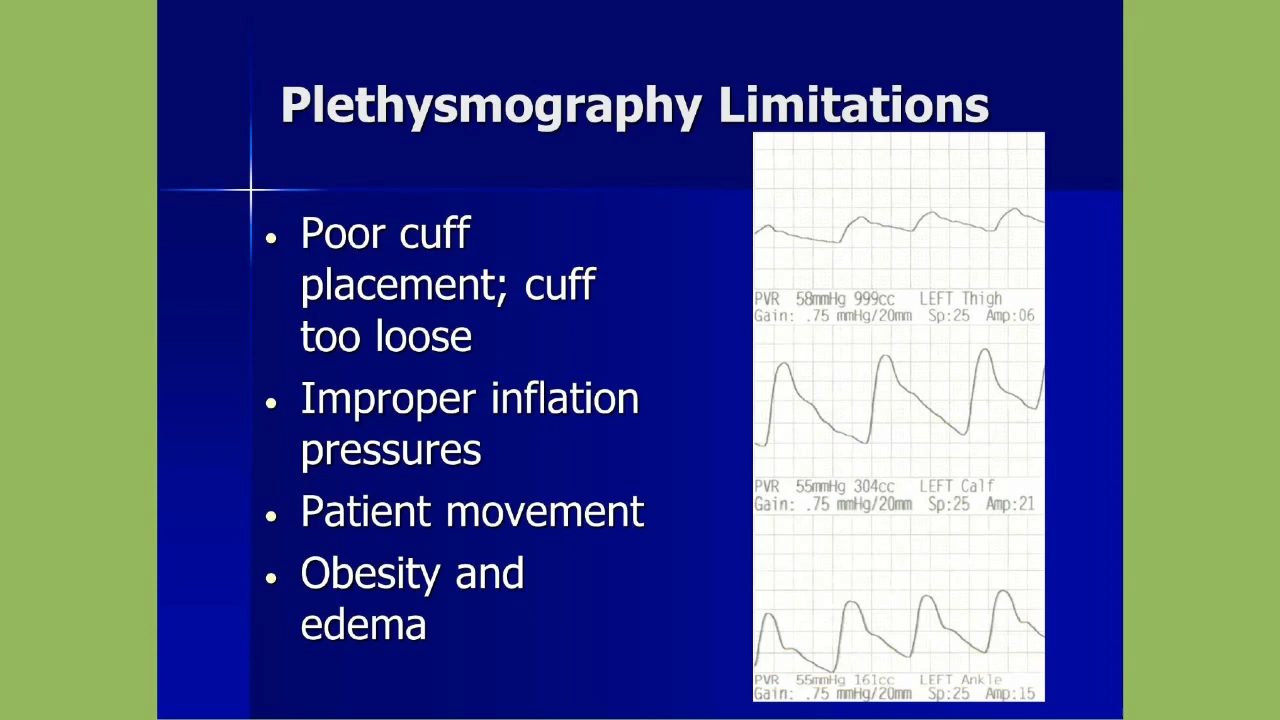 Plethysmography Limitations
• Poor cuff
placement; cuff
too loose
• Improper inflation
pressures
• Patient movement
• Obesity and
edema
PVR 58mmHg 999cc LEFT Thigh
Gain: .75 mmHg/20mm Sp:25 Amp:06
PVR 55mmHg 304cc LEFT Calf
Gain: .75 mmHg/20mm Sp:25 Amp:21
PVR 55mmHg 161cc LEFT Ankle
Gain: .75 mmHg/20mm Sp:25 Amp:15